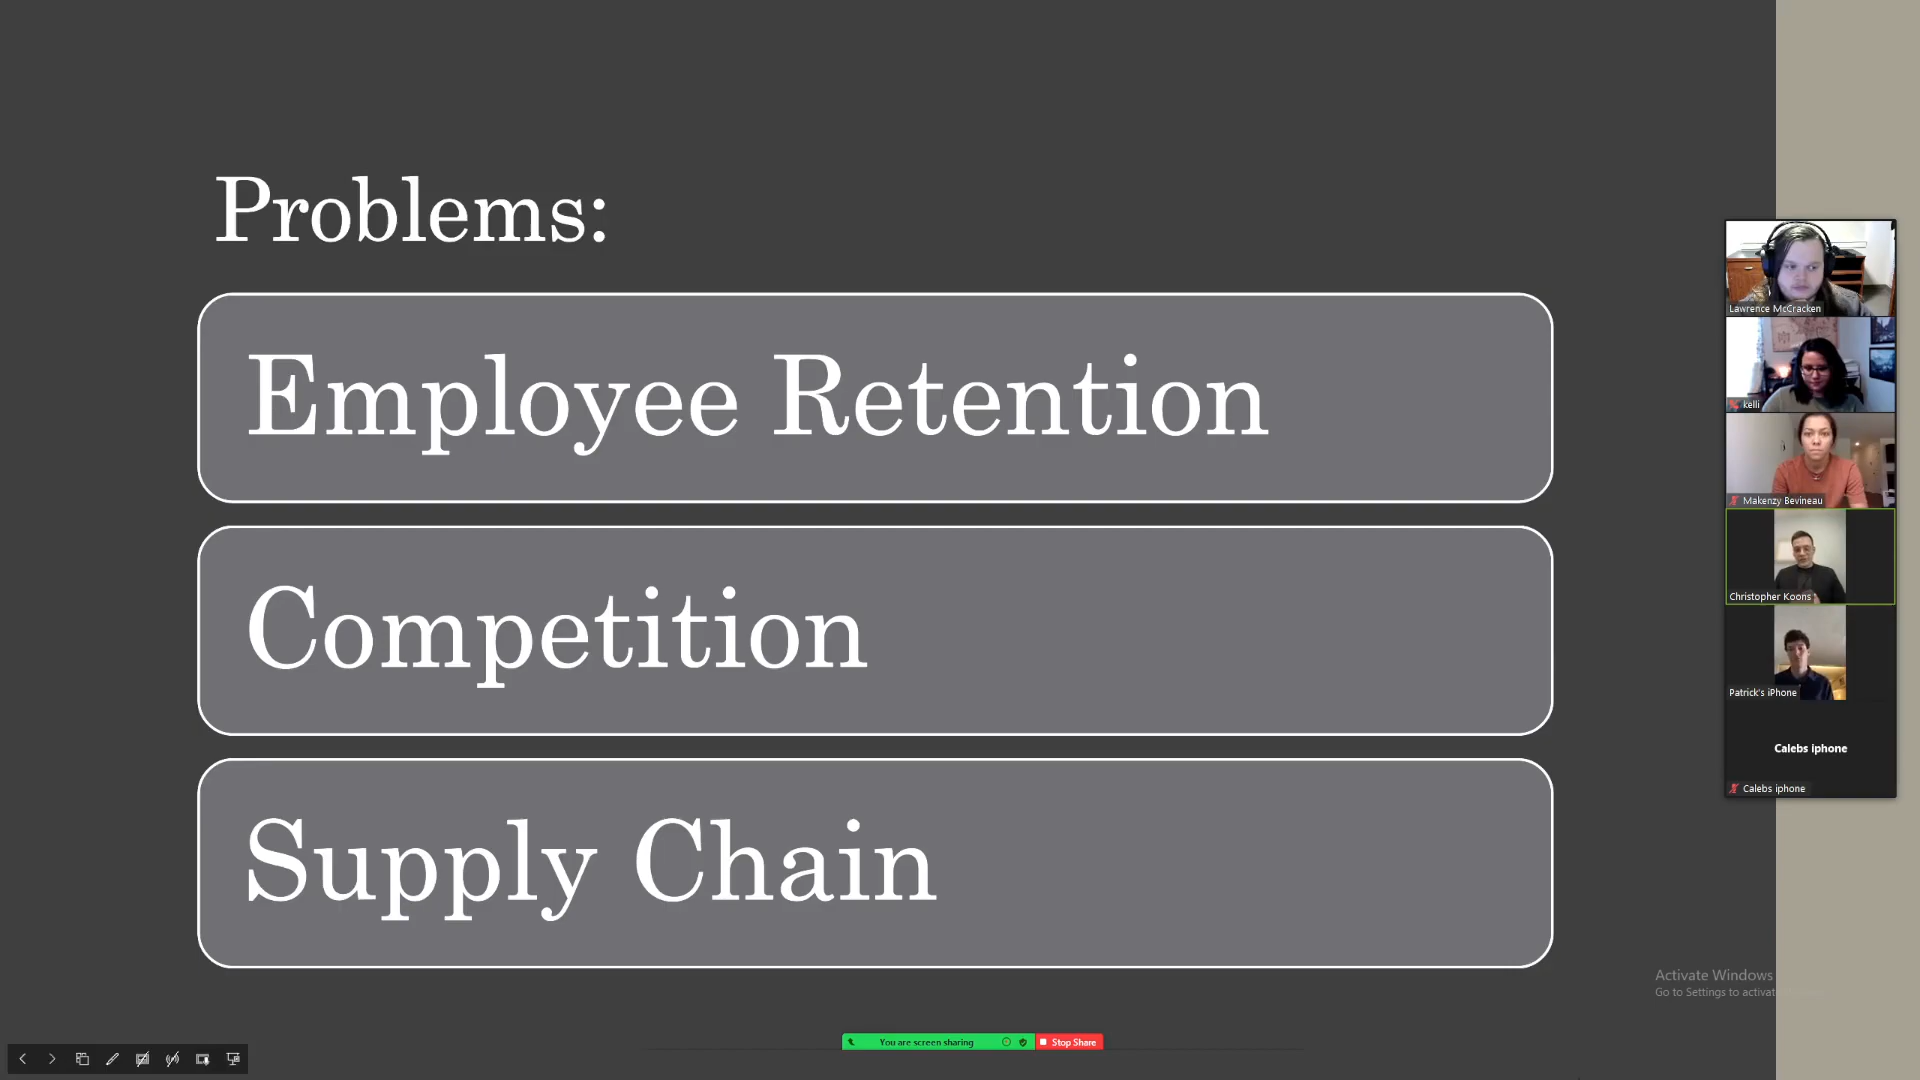 Problems:
Employee Retention
Competition
Supply Chain
Lawrence McCracken
kelli
Makenzy Bevineau
Christopher Koons
Patrick's iPhone
Calebs iphone
Calebs iphone
Activate Windows
Go to Settings to activat
You are screen sharing
Stop Share